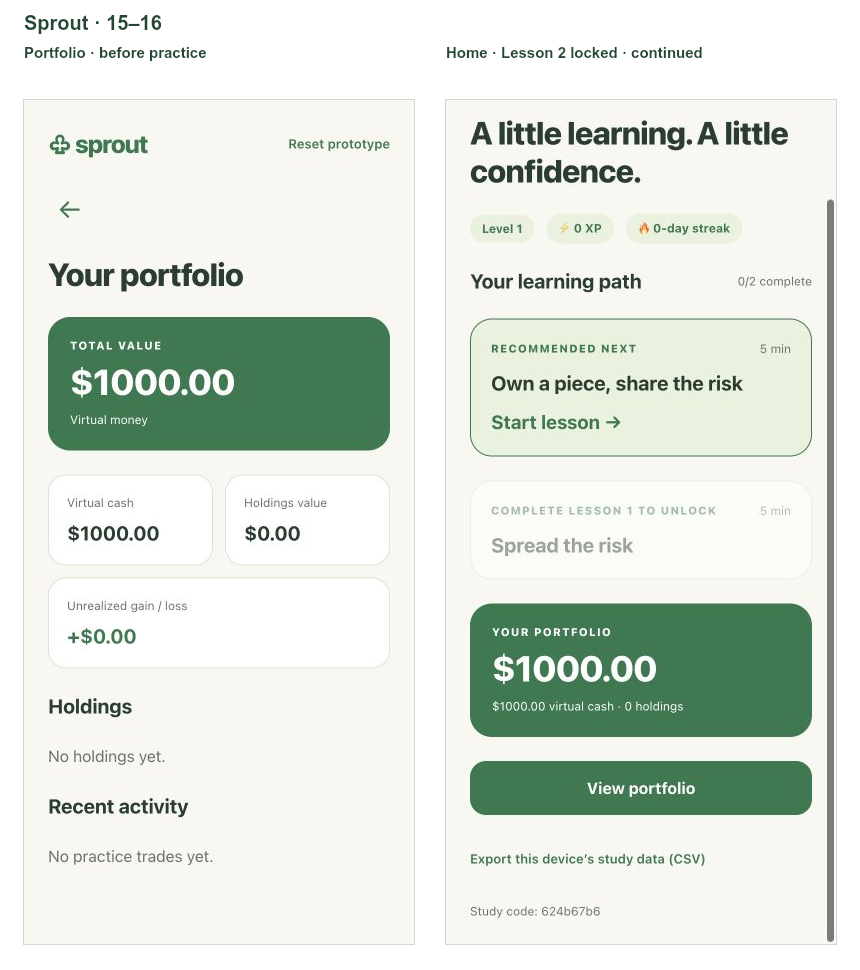 Sprout · 15–16
Portfolio · before practice
sprout
Reset prototype
←
Your portfolio
TOTAL VALUE
$1000.00
Virtual money
Virtual cash
$1000.00
Holdings value
$0.00
Unrealized gain / loss
+$0.00
Holdings
No holdings yet.
Recent activity
No practice trades yet.
Home · Lesson 2 locked · continued
A little learning. A little
confidence.
Level 1
⚡ 0 XP
🔥 0-day streak
Your learning path
0/2 complete
RECOMMENDED NEXT
5 min
Own a piece, share the risk
Start lesson →
COMPLETE LESSON 1 TO UNLOCK
5 min
Spread the risk
YOUR PORTFOLIO
$1000.00
$1000.00 virtual cash · 0 holdings
View portfolio
Export this device’s study data (CSV)
Study code: 624b67b6